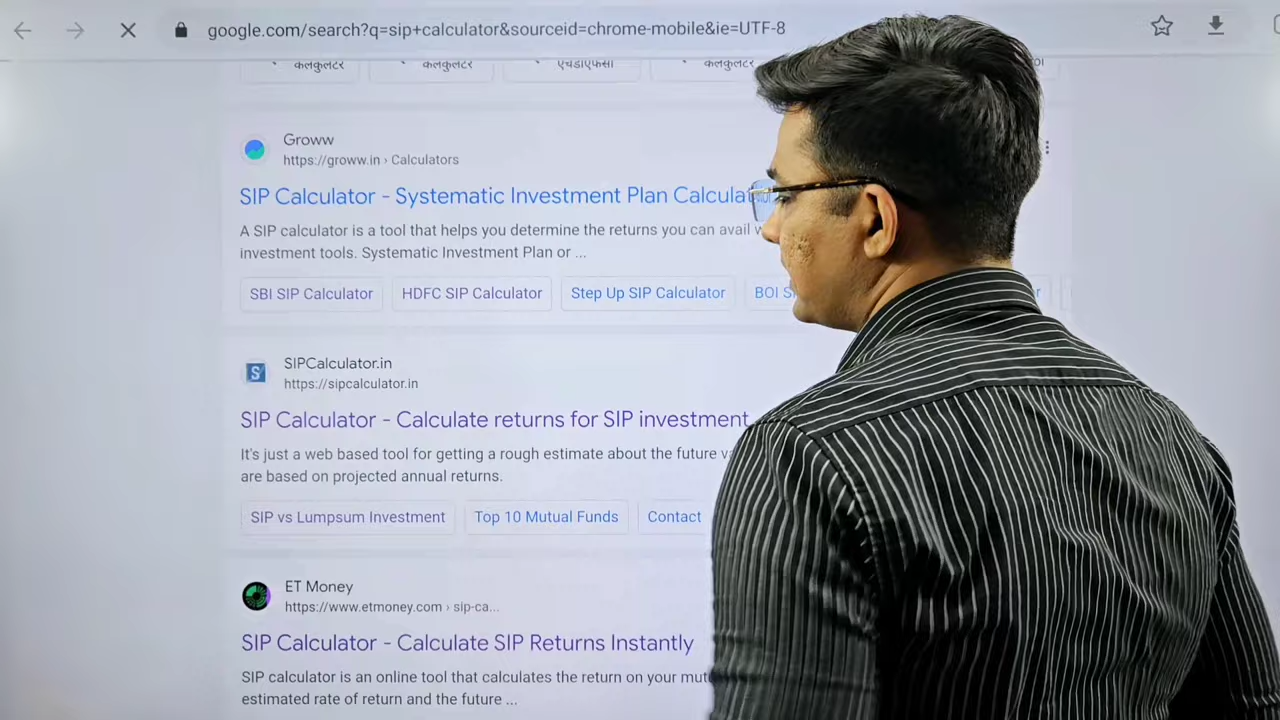 google.com/search?q=sip+calculator&sourceid=chrome-mobile&ie=UTF-8
कैलकुलेटर कैलकुलेटर एचडीएफसी कैलकुलेटर
Groww
https://groww.in › Calculators
SIP Calculator - Systematic Investment Plan
A SIP calculator is a tool that helps you determine the returns you can avail
investment tools. Systematic Investment Plan or ...
SBI SIP Calculator HDFC SIP Calculator Step Up SIP Calculator BOI
SIPCalculator.in
https://sipcalculator.in
SIP Calculator - Calculate returns for SIP investment
It's just a web based tool for getting a rough estimate about the future
are based on projected annual returns.
SIP vs Lumpsum Investment Top 10 Mutual Funds Contact
ET Money
https://www.etmoney.com › sip-ca...
SIP Calculator - Calculate SIP Returns Instantly
SIP calculator is an online tool that calculates the return on your
estimated rate of return and the future ...